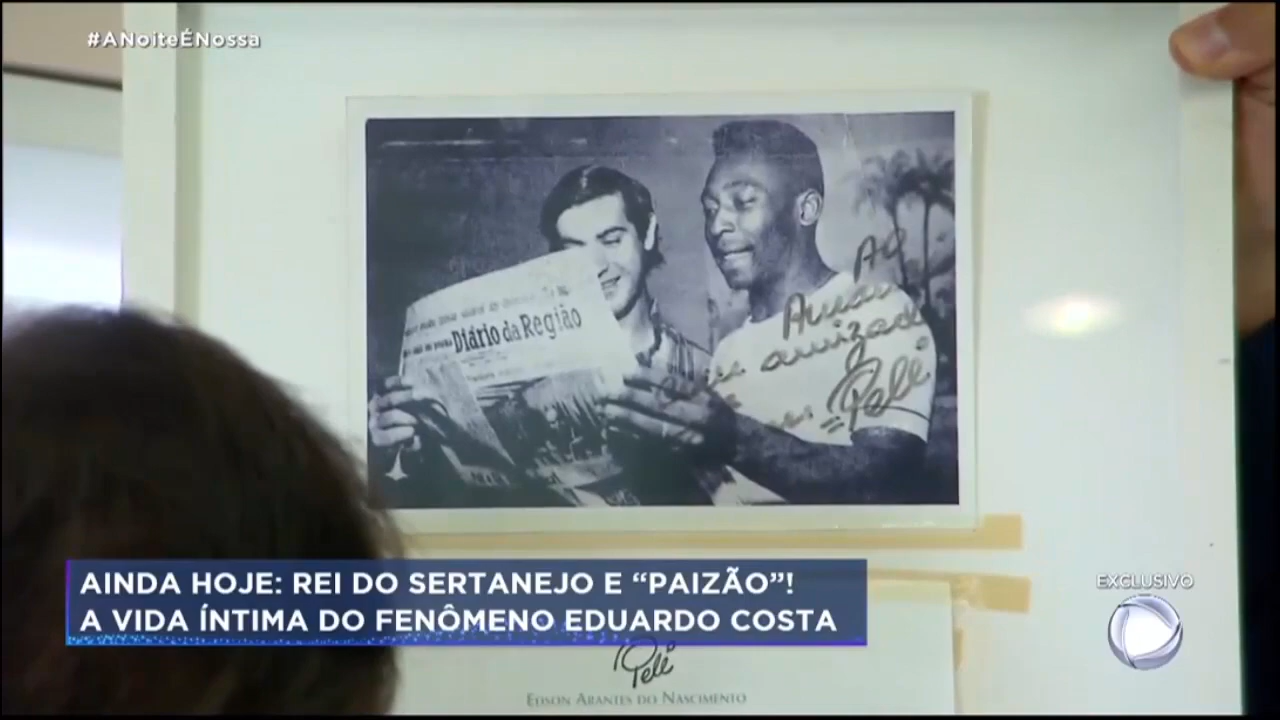 #ANoiteÉNossa
Diário da Região
Ao
amizade
Pelé
EXCLUSIVO
AINDA HOJE: REI DO SERTANEJO E “PAIZÃO”!
A VIDA ÍNTIMA DO FENÔMENO EDUARDO COSTA
Pelé
EDSON ARANTES DO NASCIMENTO